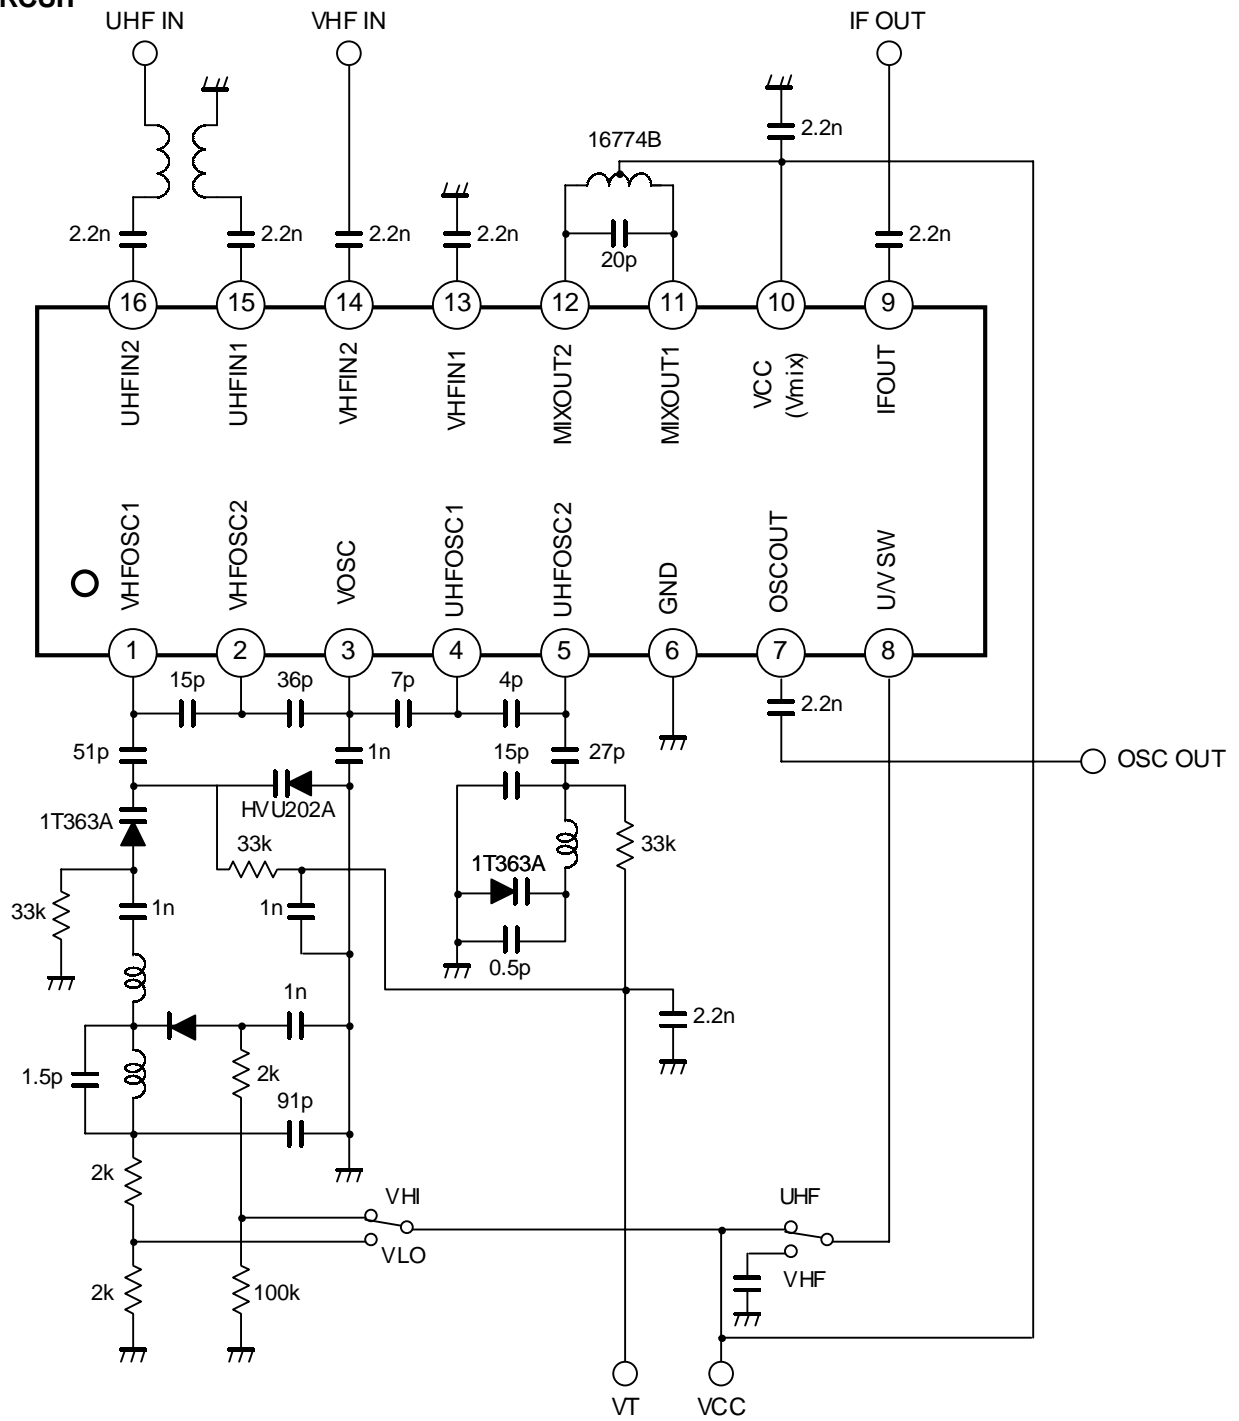 UHF IN
VHF IN
IF OUT
2.2n
16774B
2.2n
2.2n
2.2n
2.2n
2.2n
20p
16
15
14
13
12
11
10
9
UHFIN2
UHFIN1
VHFIN2
VHFIN1
MIXOUT2
MIXOUT1
VCC
(Vmix)
IFOUT
VHFOSC1
VHFOSC2
VOSC
UHFOSC1
UHFOSC2
GND
OSCOUT
U/V SW
1
2
3
4
5
6
7
8
15p
36p
7p
4p
2.2n
51p
1n
15p
27p
OSC OUT
HVU202A
1T363A
33k
33k
1T363A
33k
1n
1n
0.5p
1n
2.2n
1.5p
2k
91p
2k
VHI
UHF
VLO
VHF
2k
100k
VT
VCC